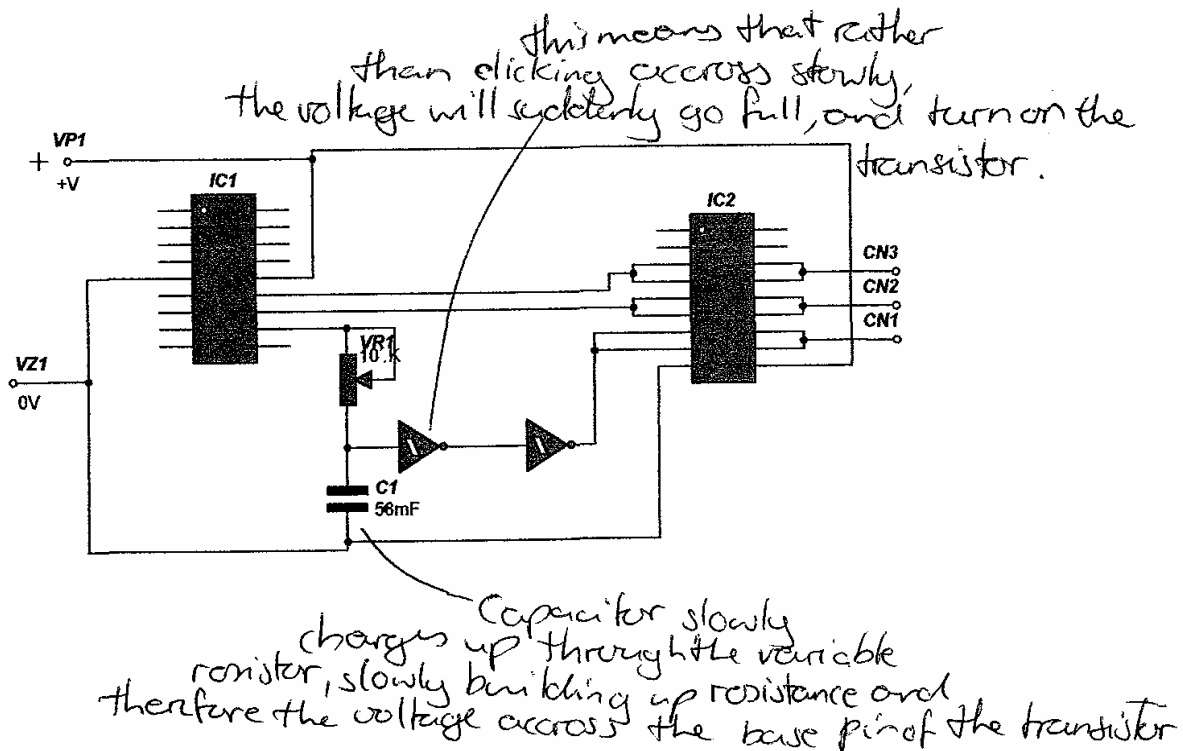 this means that rather
than clicking accross slowly,
the voltage will suddenly go full, and turn on the
transistor.
+ VP1
+V
IC1
IC2
CN3
CN2
CN1
VR1
10.K
VZ1
0V
C1
56mF
Capacitor slowly
charges up through the variable
resistor, slowly building up resistance and
therefore the voltage accross the base pin of the transistor